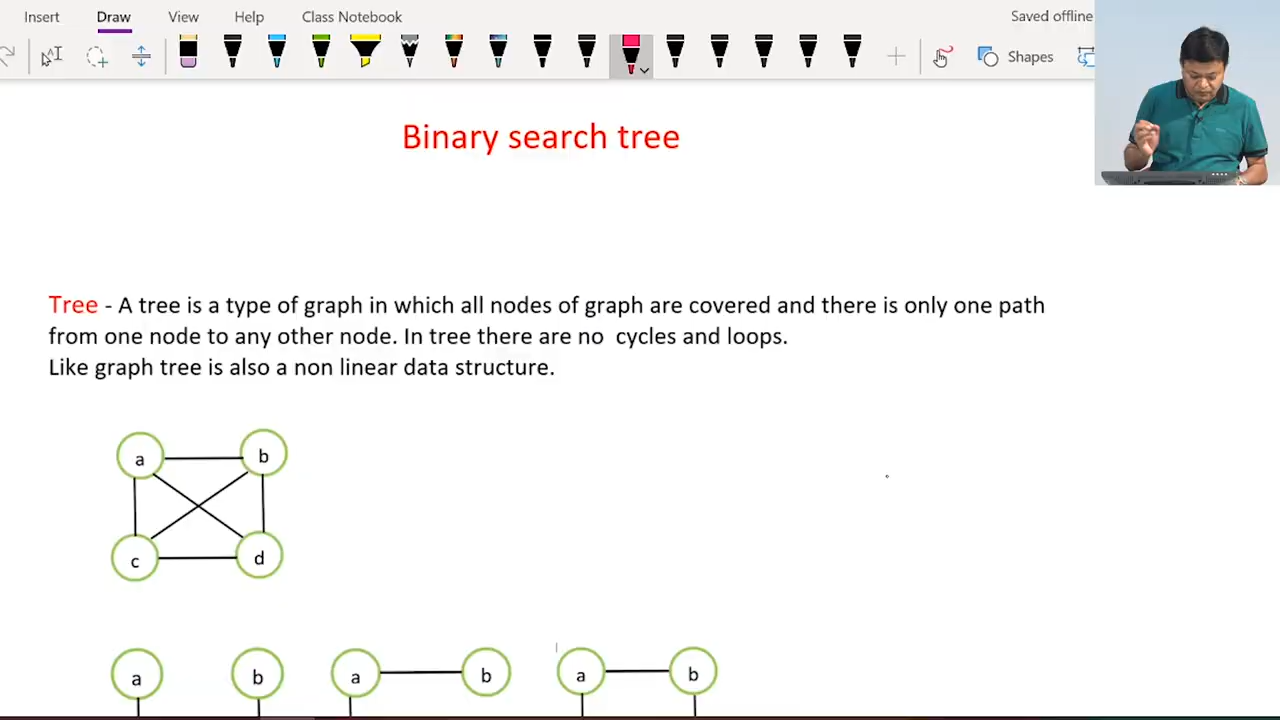 Insert Draw View Help Class Notebook Saved offline
Shapes
Binary search tree
Tree - A tree is a type of graph in which all nodes of graph are covered and there is only one path
from one node to any other node. In tree there are no cycles and loops.
Like graph tree is also a non linear data structure.
a b
c d
a b a b a b